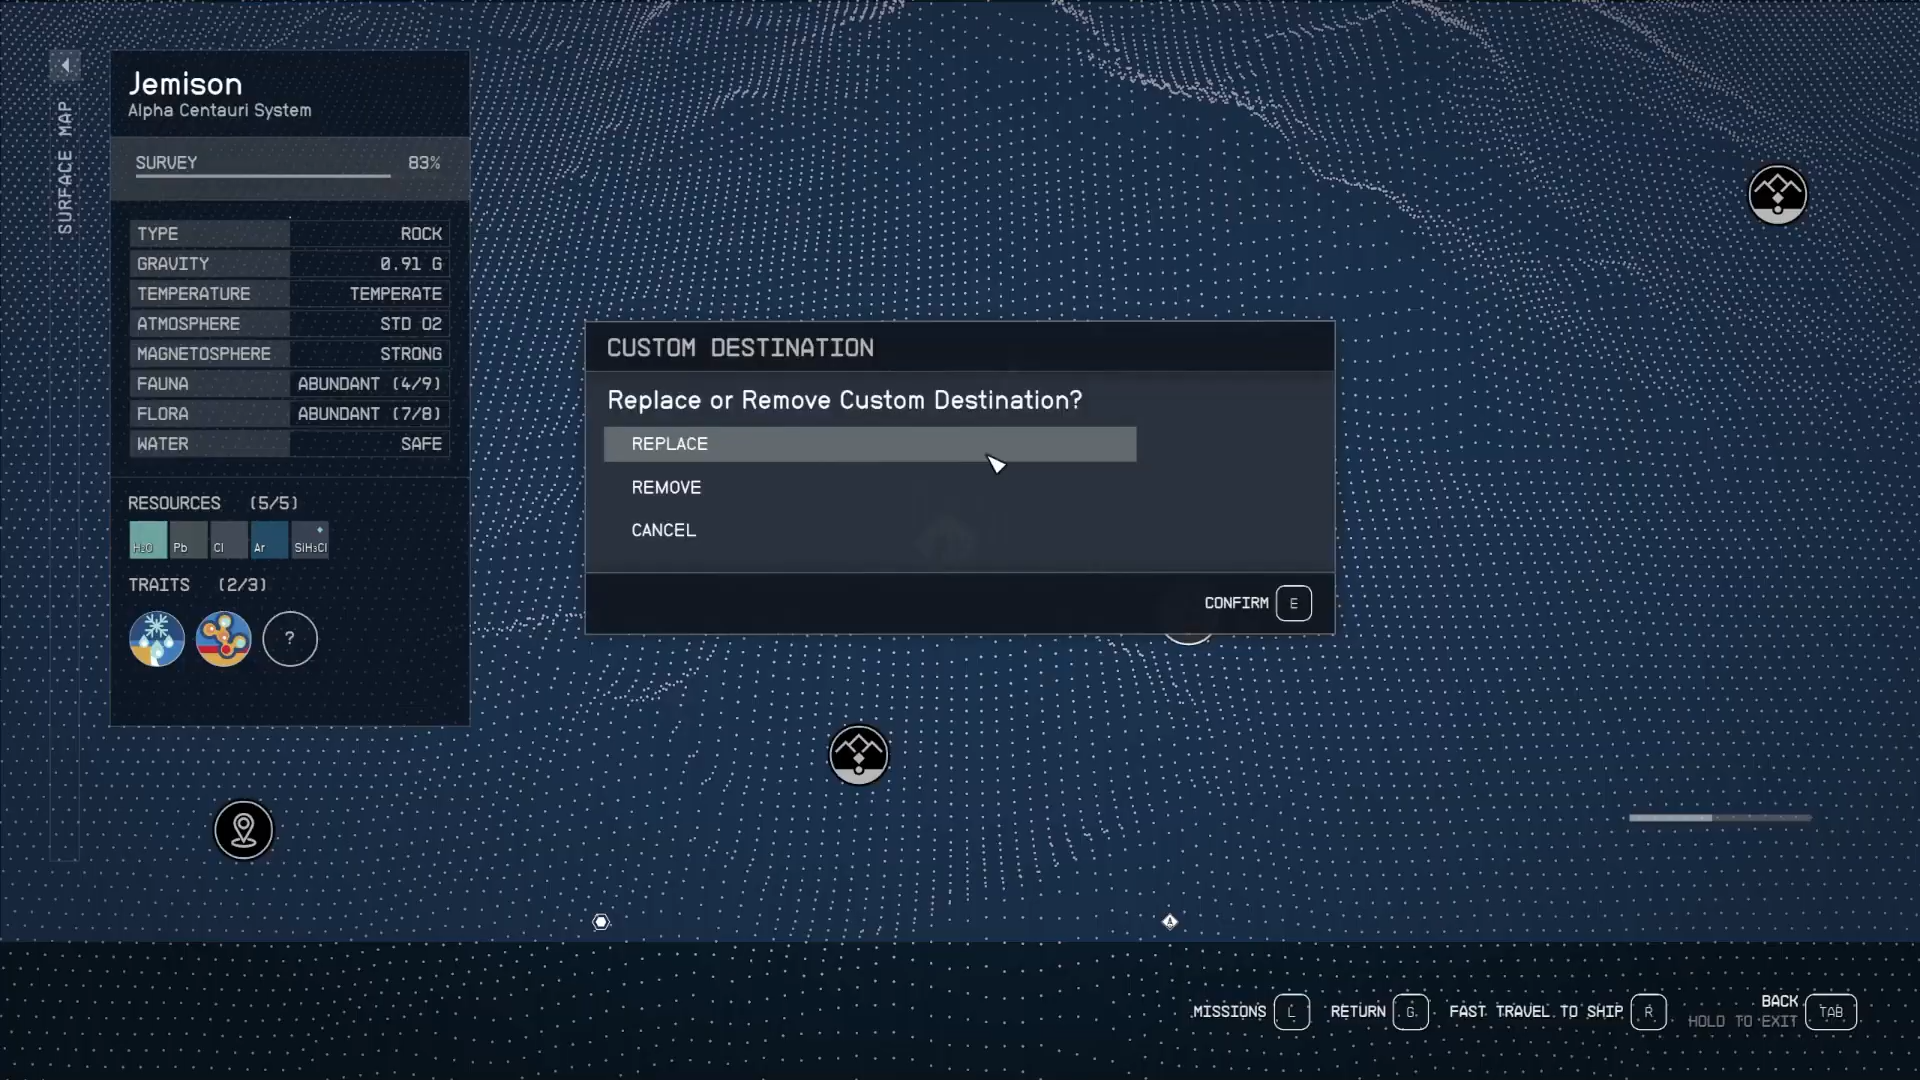 SURFACE MAP
Jemison
Alpha Centauri System
SURVEY 83%
TYPE ROCK
GRAVITY 0.91 G
TEMPERATURE TEMPERATE
ATMOSPHERE STD O2
MAGNETOSPHERE STRONG
FAUNA ABUNDANT (4/9)
FLORA ABUNDANT (7/8)
WATER SAFE
RESOURCES (5/5)
H₂O Pb Cl Ar SiH₃Cl
TRAITS (2/3)
?
CUSTOM DESTINATION
Replace or Remove Custom Destination?
REPLACE
REMOVE
CANCEL
CONFIRM E
MISSIONS L RETURN G FAST TRAVEL TO SHIP R BACK TAB
HOLD TO EXIT